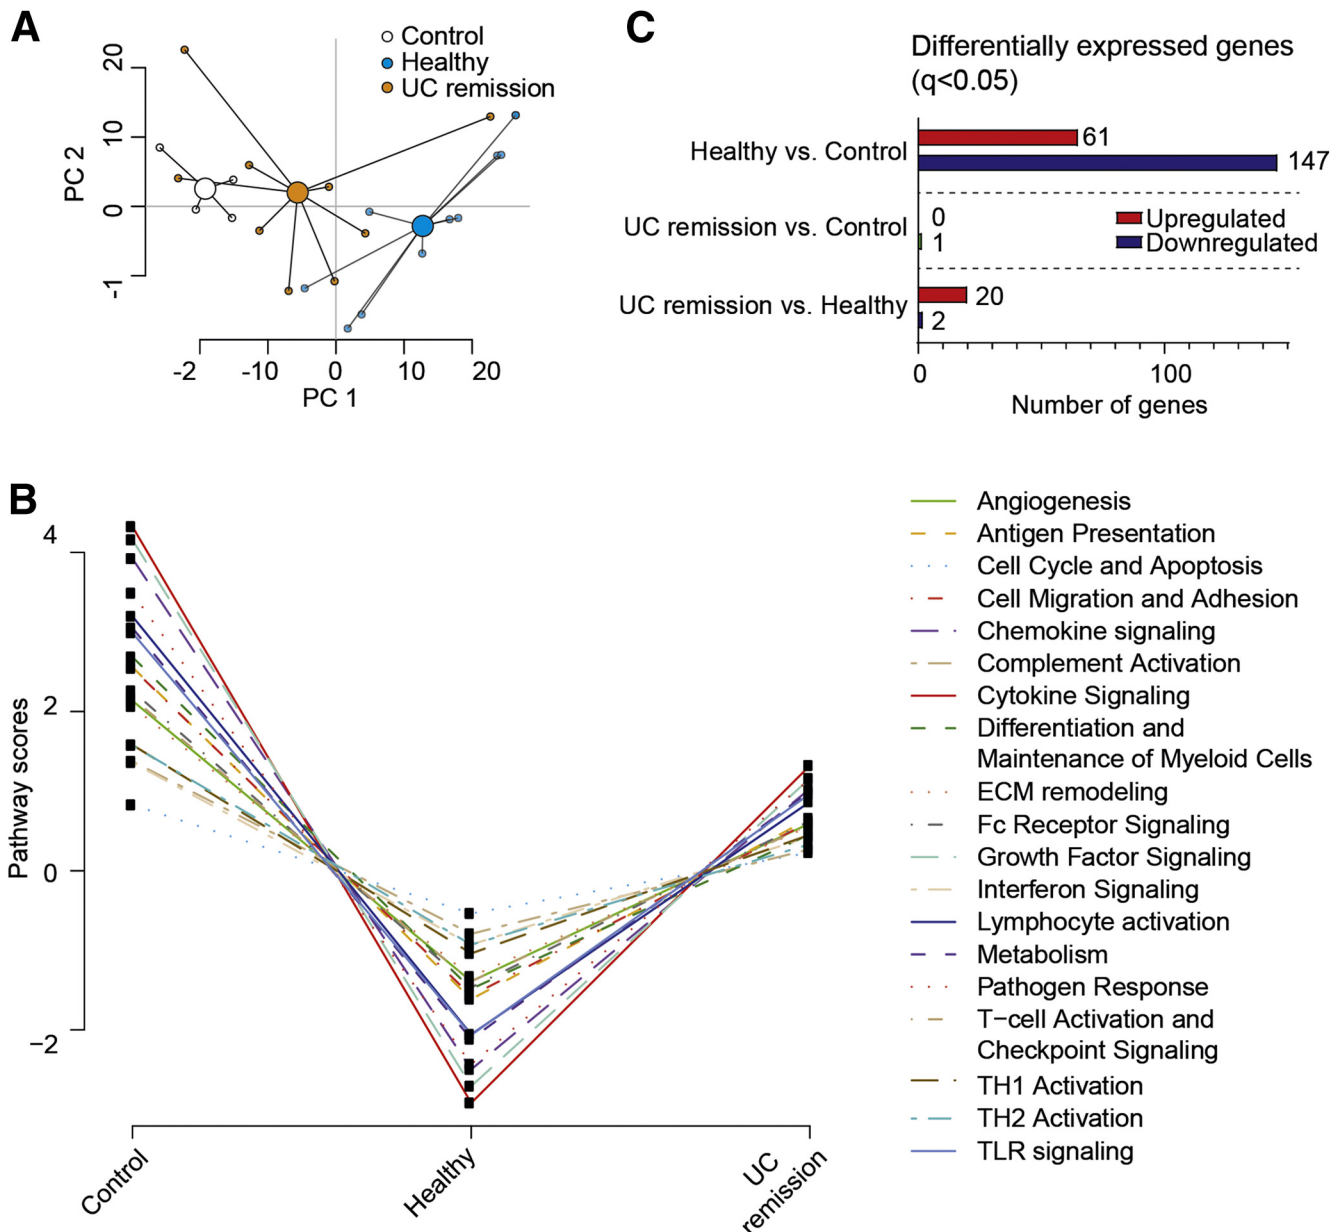 A
Control
Healthy
UC remission
20
10
0
-1
PC 2
-2
-10
0
10
20
PC 1
C
Differentially expressed genes
(q<0.05)
Healthy vs. Control
61
147
UC remission vs. Control
0
1
Upregulated
Downregulated
UC remission vs. Healthy
20
2
0
100
Number of genes
B
4
2
0
−2
Pathway scores
Control
Healthy
UC
remission
Angiogenesis
Antigen Presentation
Cell Cycle and Apoptosis
Cell Migration and Adhesion
Chemokine signaling
Complement Activation
Cytokine Signaling
Differentiation and
Maintenance of Myeloid Cells
ECM remodeling
Fc Receptor Signaling
Growth Factor Signaling
Interferon Signaling
Lymphocyte activation
Metabolism
Pathogen Response
T−cell Activation and
Checkpoint Signaling
TH1 Activation
TH2 Activation
TLR signaling